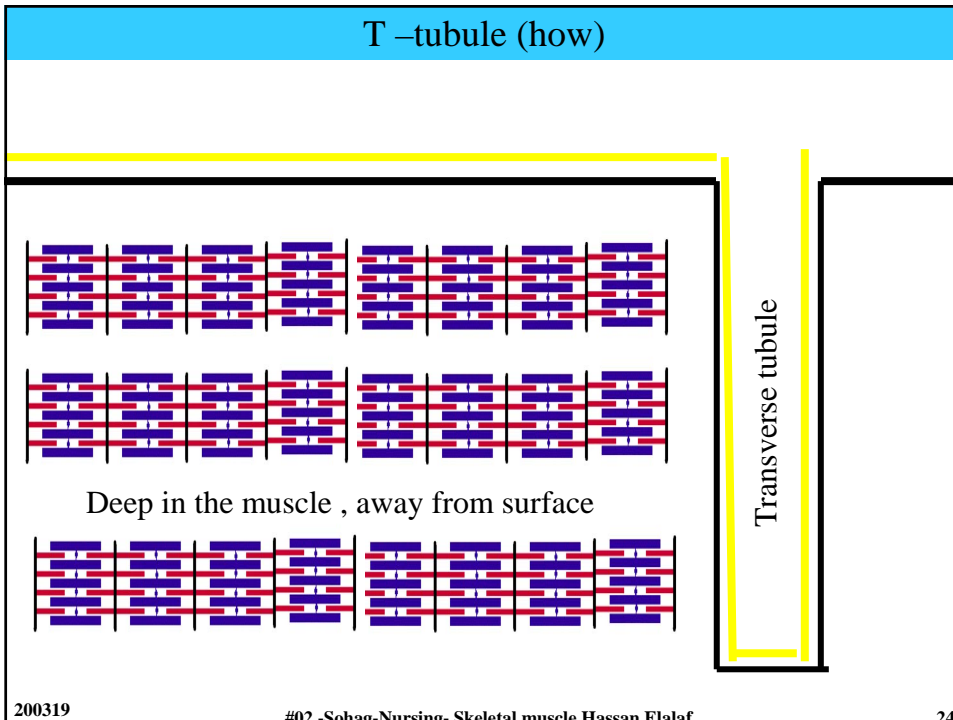 T –tubule (how)
Transverse tubule
Deep in the muscle , away from surface
200319
#02 -Sohag-Nursing- Skeletal muscle Hassan Elalaf
24